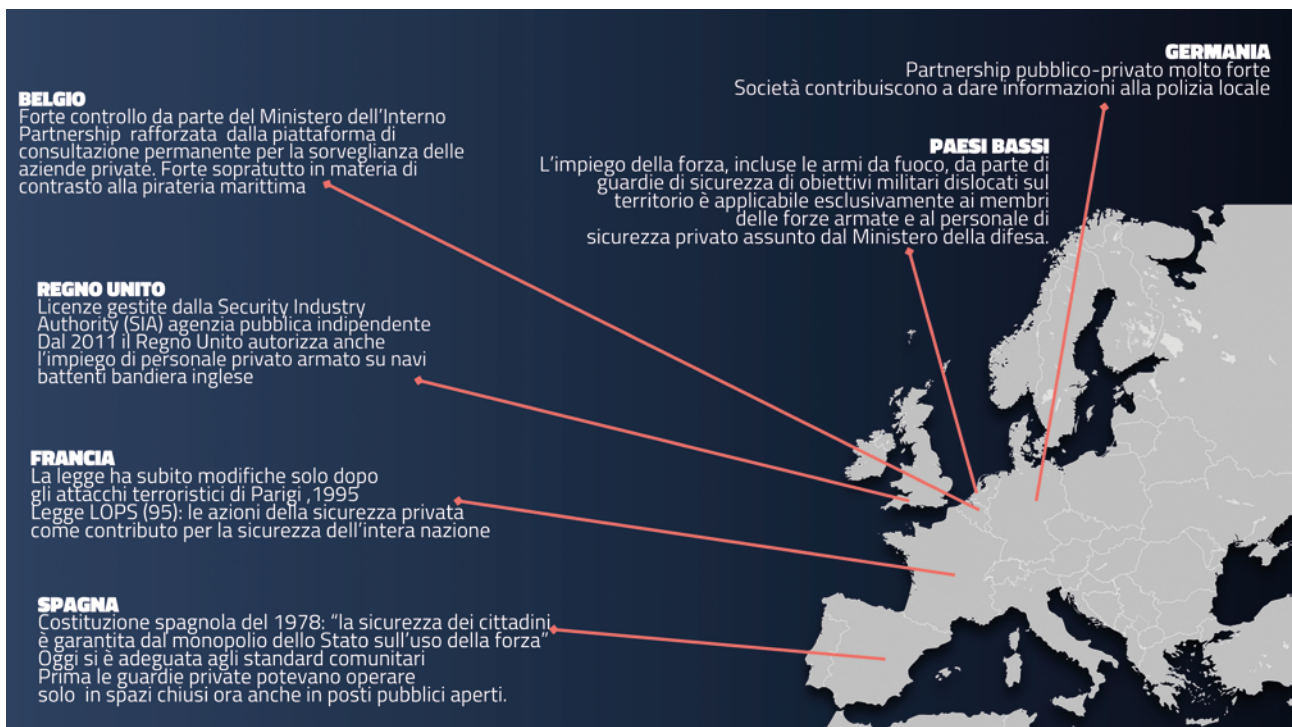 GERMANIA
Partnership pubblico-privato molto forte
Società contribuiscono a dare informazioni alla polizia locale
BELGIO
Forte controllo da parte del Ministero dell'Interno
Partnership rafforzata dalla piattaforma di
consultazione permanente per la sorveglianza delle
aziende private. Forte sopratutto in materia di
contrasto alla pirateria marittima
PAESI BASSI
L'impiego della forza, incluse le armi da fuoco, da parte di
guardie di sicurezza di obiettivi militari dislocati sul
territorio è applicabile esclusivamente ai membri
delle forze armate e al personale di
sicurezza privato assunto dal Ministero della difesa.
REGNO UNITO
Licenze gestite dalla Security Industry
Authority (SIA) agenzia pubblica indipendente
Dal 2011 il Regno Unito autorizza anche
l'impiego di personale privato armato su navi
battenti bandiera inglese
FRANCIA
La legge ha subito modifiche solo dopo
gli attacchi terroristici di Parigi ,1995
Legge LOPS (95): le azioni della sicurezza privata
come contributo per la sicurezza dell'intera nazione
SPAGNA
Costituzione spagnola del 1978: "la sicurezza dei cittadini
è garantita dal monopolio dello Stato sull'uso della forza"
Oggi si è adeguata agli standard comunitari
Prima le guardie private potevano operare
solo in spazi chiusi ora anche in posti pubblici aperti.